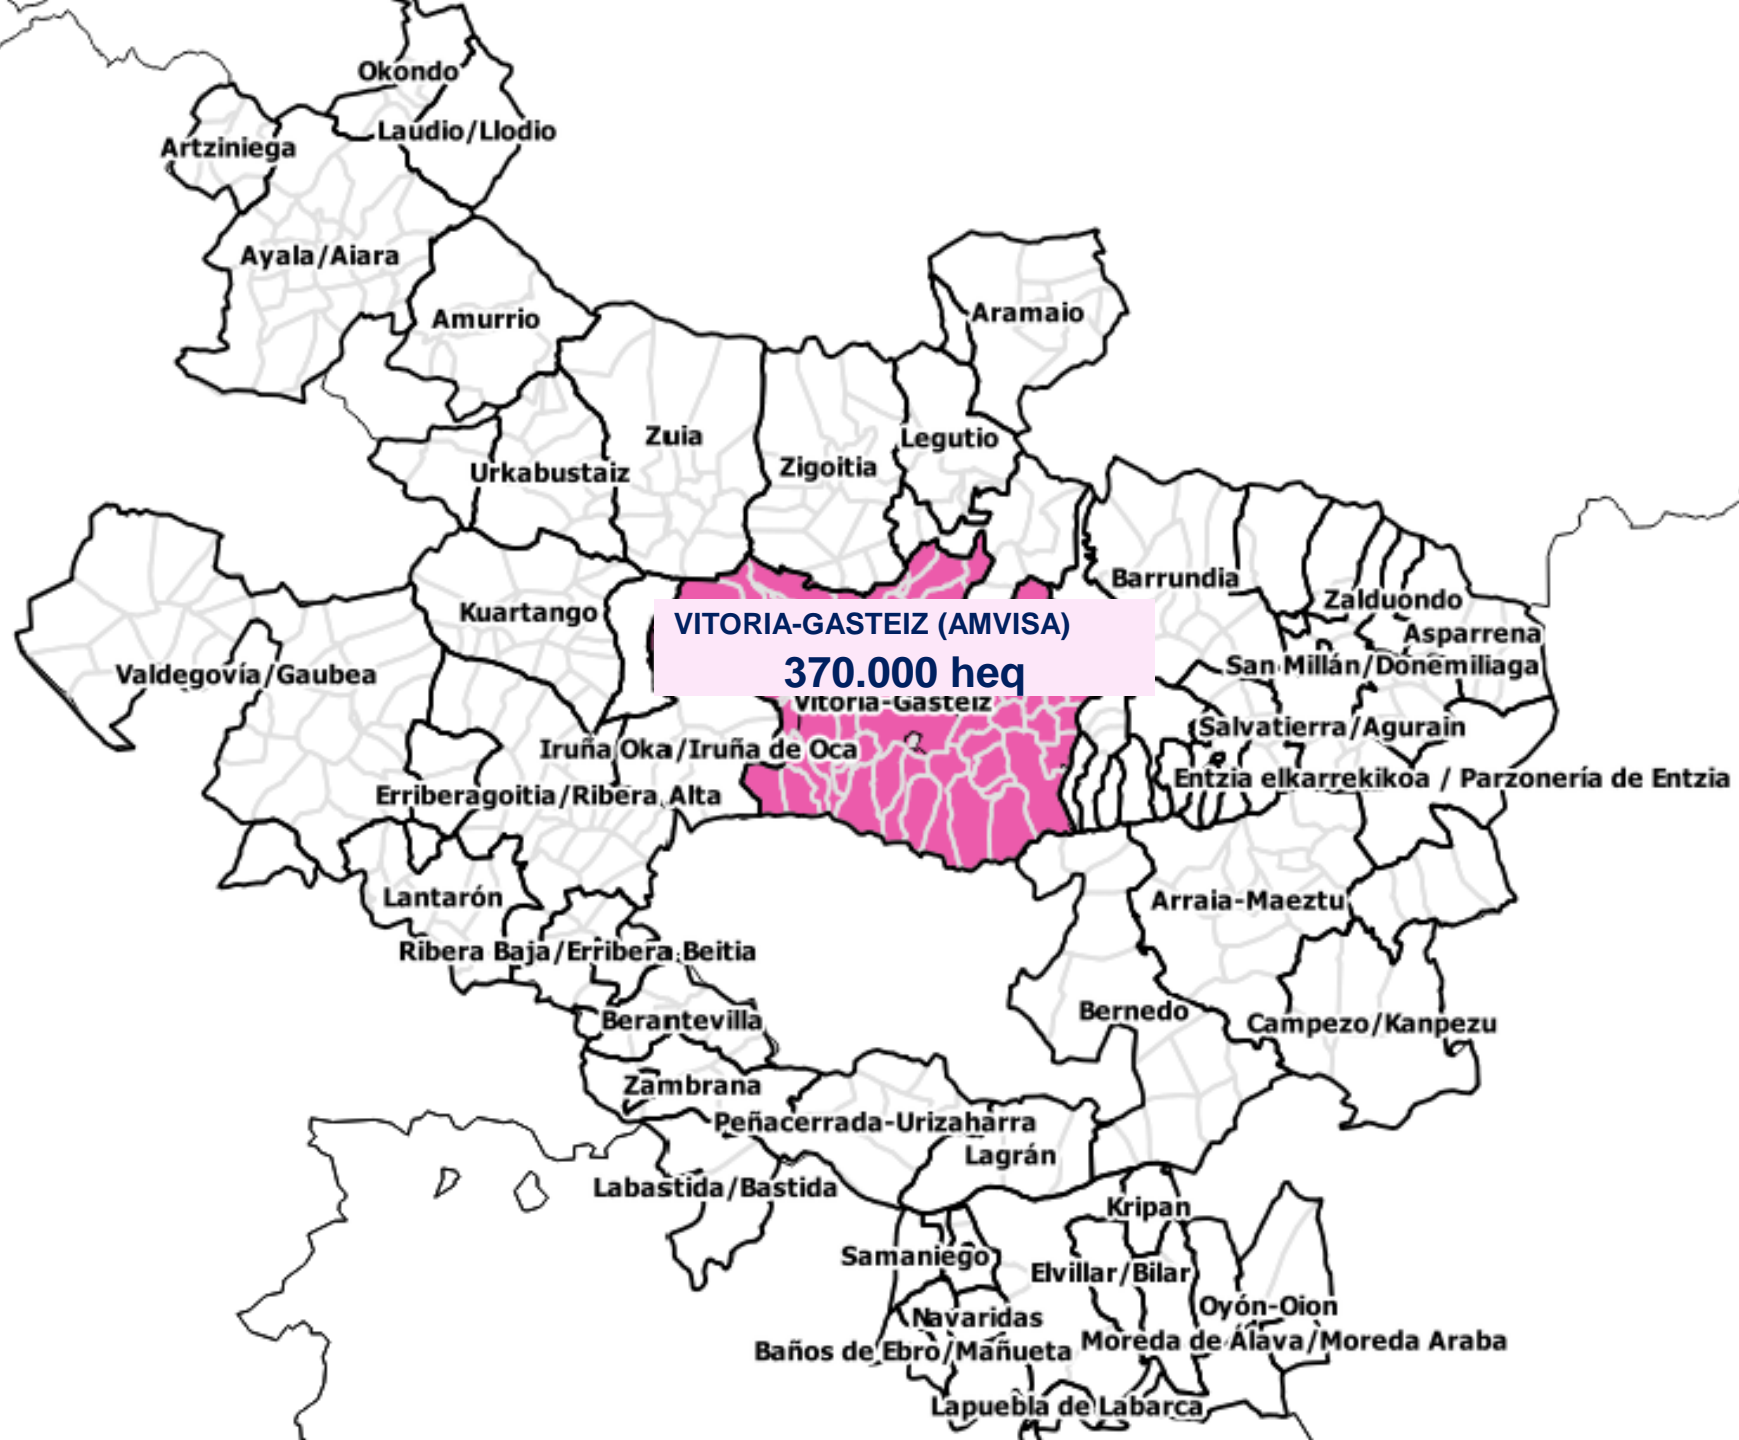 Okondo
Laudio/Llodio
Artziniega
Ayala/Aiara
Amurrio
Aramaio
Zuia
Legutio
Zigoitia
Urkabustaiz
Barrundia
Zalduondo
Kuartango
VITORIA-GASTEIZ (AMVISA)
370.000 heq
Asparrena
San Millán/Donemiliaga
Valdegovía/Gaubea
Vitoria-Gasteiz
Salvatierra/Agurain
Iruña Oka/Iruña de Oca
Entzia elkarrekikoa / Parzonería de Entzia
Erriberagoitia/Ribera Alta
Lantarón
Arraia-Maeztu
Ribera Baja/Erribera Beitia
Bernedo
Berantevilla
Campezo/Kanpezu
Zambrana
Peñacerrada-Urizaharra
Lagrán
Labastida/Bastida
Kripan
Samaniego
Elvillar/Bilar
Oyón-Oion
Navaridas
Moreda de Álava/Moreda Araba
Baños de Ebro/Mañueta
Lapuebla de Labarca